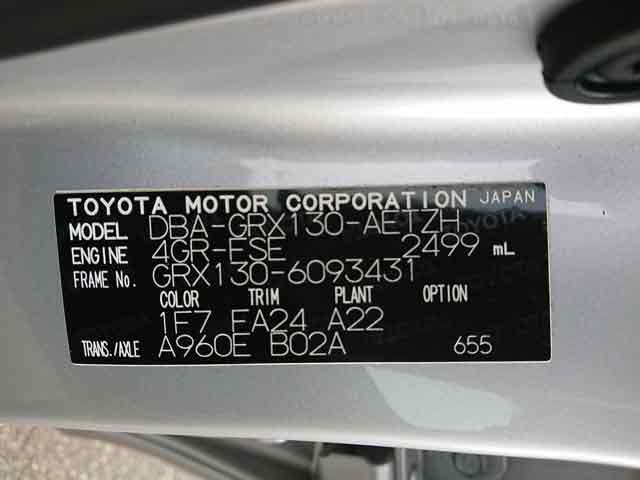 TOYOTA MOTOR CORPORATION JAPAN
MODEL DBA-GRX130-AETZH
ENGINE 4GR-FSE 2499 mL
FRAME No. GRX130-6093431
COLOR TRIM PLANT OPTION
1F7 FA24 A22
TRANS./AXLE A960E B02A 655